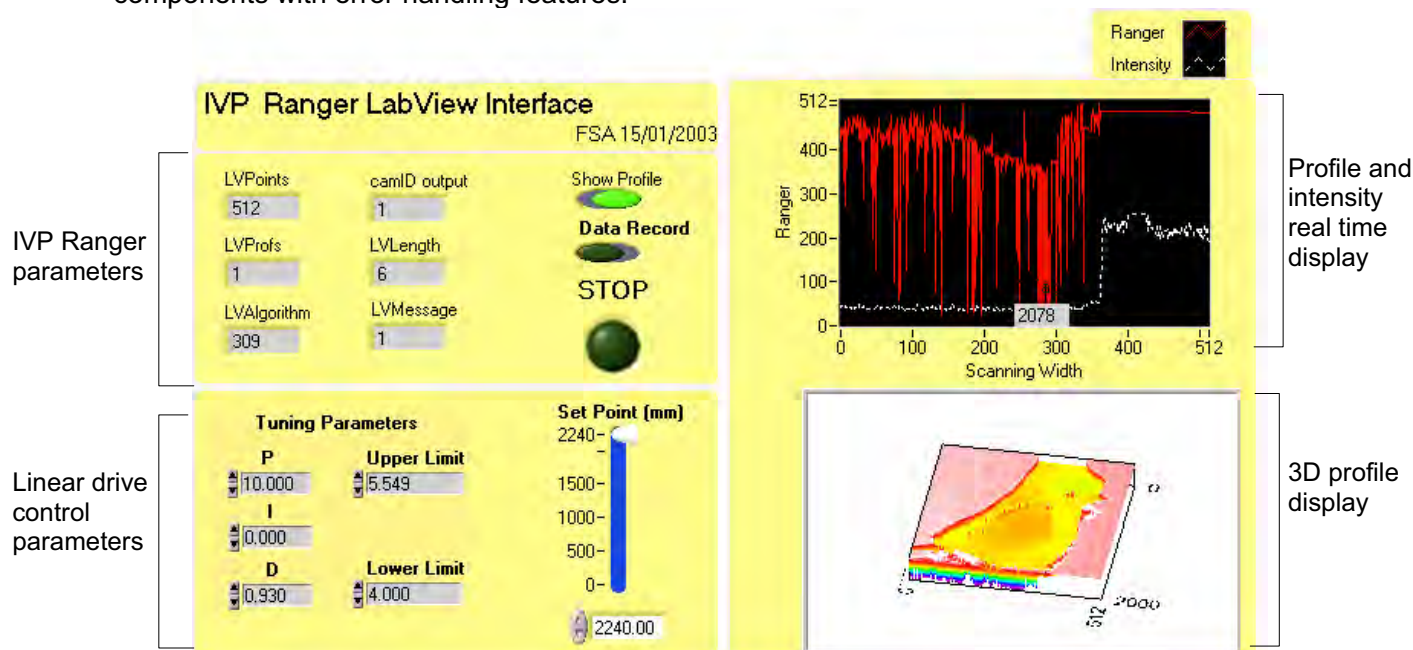 components with error handling features.
Ranger
Intensity
IVP Ranger LabView Interface
FSA 15/01/2003
IVP Ranger
parameters
LVPoints
512
camID output
1
Show Profile
LVProfs
1
LVLength
6
Data Record
LVAlgorithm
309
LVMessage
1
STOP
512
400
300
200
100
0
Ranger
2078
0 100 200 300 400 512
Scanning Width
Profile and
intensity
real time
display
Linear drive
control
parameters
Tuning Parameters
P
10.000
Upper Limit
5.549
I
0.000
D
0.930
Lower Limit
4.000
Set Point (mm)
2240
1500
1000
500
0
2240.00
0
0
512
2000
3D profile
display